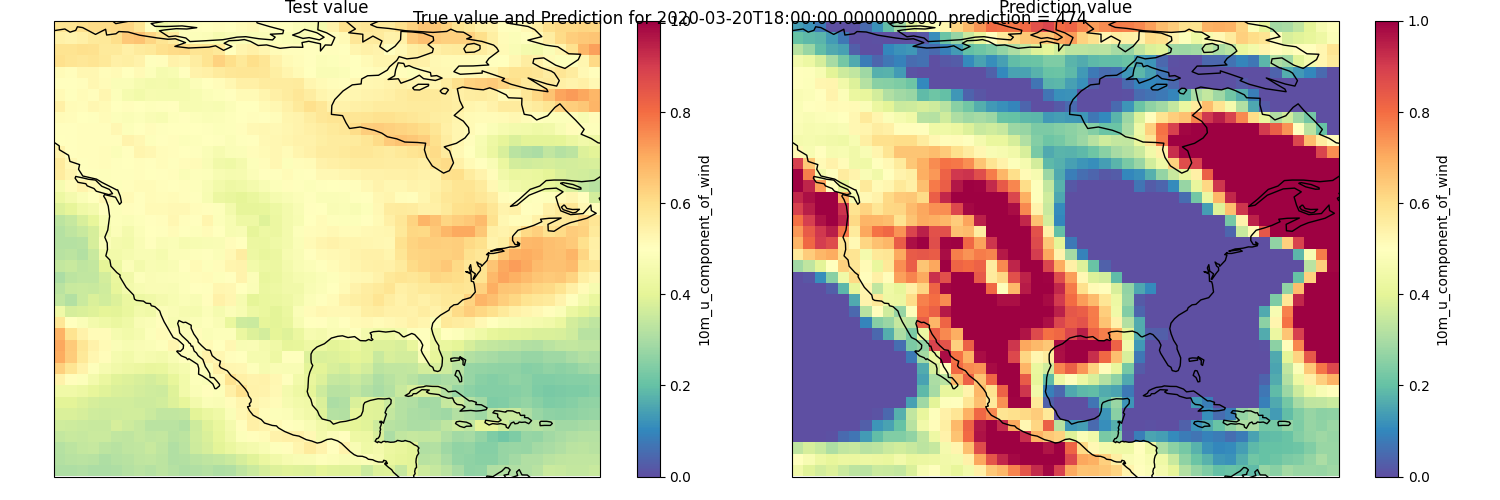 Test value
True value and Prediction for 2020-03-20T18:00:00.000000000, prediction = 474
Prediction value
1.0
0.8
0.6
0.4
0.2
0.0
10m_u_component_of_wind
1.0
0.8
0.6
0.4
0.2
0.0
10m_u_component_of_wind